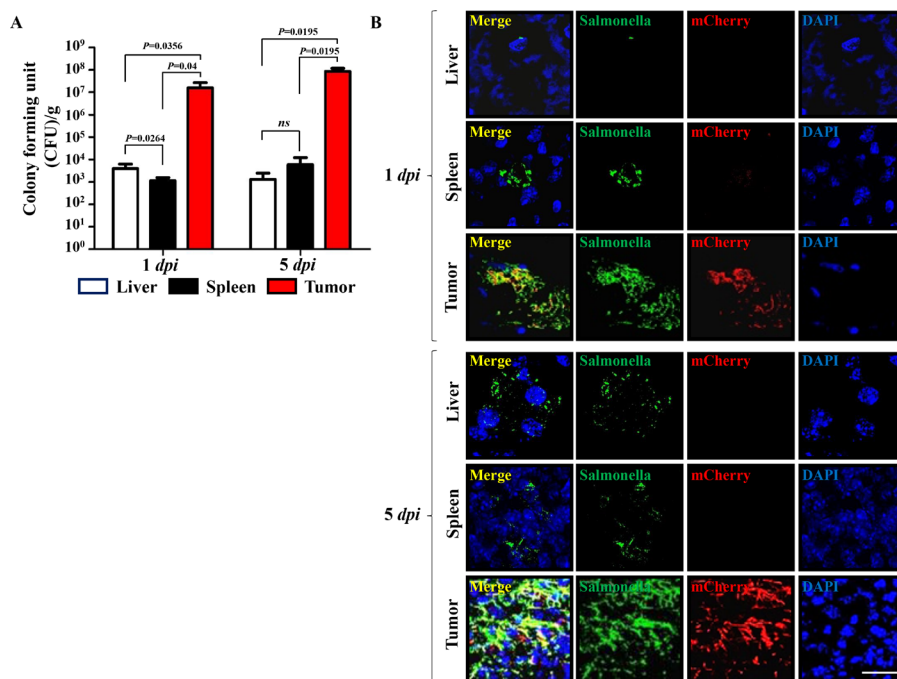 A
Colony forming unit
(CFU)/g
10⁹
10⁸
10⁷
10⁶
10⁵
10⁴
10³
10²
10¹
10⁰
P=0.0356
P=0.04
P=0.0264
P=0.0195
P=0.0195
ns
1 dpi
5 dpi
Liver
Spleen
Tumor
B
1 dpi
Liver
Merge
Salmonella
mCherry
DAPI
Spleen
Merge
Salmonella
mCherry
DAPI
Tumor
Merge
Salmonella
mCherry
DAPI
5 dpi
Liver
Merge
Salmonella
mCherry
DAPI
Spleen
Merge
Salmonella
mCherry
DAPI
Tumor
Merge
Salmonella
mCherry
DAPI